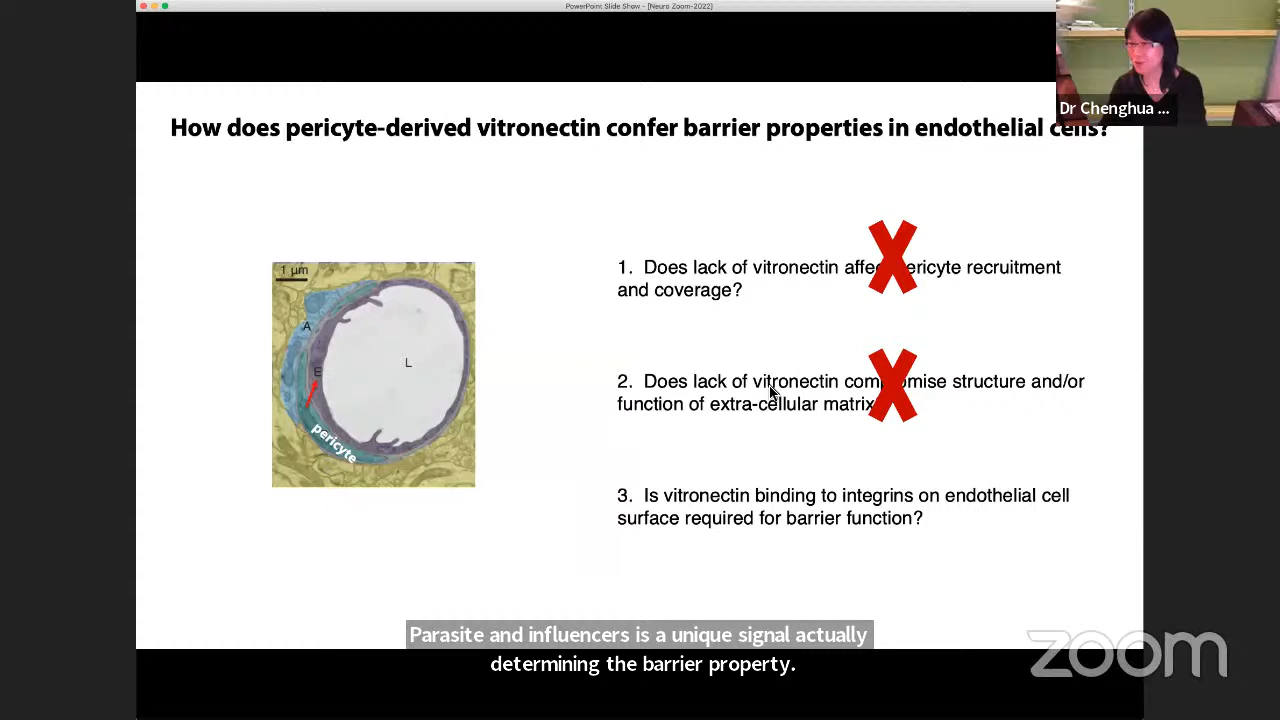 PowerPoint Slide Show - [Neuro Zoom-2022]
Dr Chenghua ...
How does pericyte-derived vitronectin confer barrier properties in endothelial cells?
1 µm
A
E
L
pericyte
1. Does lack of vitronectin affect pericyte recruitment
and coverage?
2. Does lack of vitronectin compromise structure and/or
function of extra-cellular matrix
3. Is vitronectin binding to integrins on endothelial cell
surface required for barrier function?
Parasite and influencers is a unique signal actually
determining the barrier property.
zoom